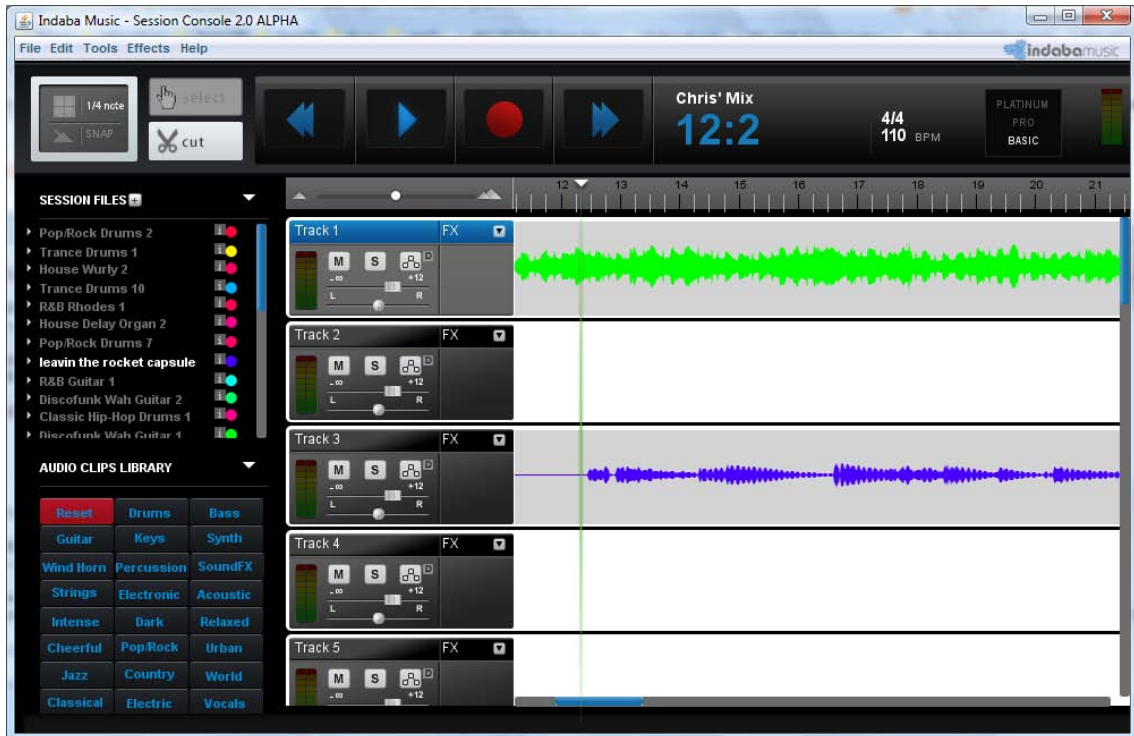 Indaba Music - Session Console 2.0 ALPHA
File Edit Tools Effects Help
indabamusic
1/4 note
SNAP
select
cut
Chris' Mix
12:2
4/4
110 BPM
PLATINUM
PRO
BASIC
SESSION FILES
12 13 14 15 16 17 18 19 20 21
Pop/Rock Drums 2
Trance Drums 1
House Wurly 2
Trance Drums 10
R&B Rhodes 1
House Delay Organ 2
Pop/Rock Drums 7
leavin the rocket capsule
R&B Guitar 1
Discofunk Wah Guitar 2
Classic Hip-Hop Drums 1
Discofunk Wah Guitar 1
AUDIO CLIPS LIBRARY
Reset Drums Bass
Guitar Keys Synth
Wind Horn Percussion SoundFX
Strings Electronic Acoustic
Intense Dark Relaxed
Cheerful Pop/Rock Urban
Jazz Country World
Classical Electric Vocals
Track 1 FX
M S D
-∞ +12
L R
Track 2 FX
M S D
-∞ +12
L R
Track 3 FX
M S D
-∞ +12
L R
Track 4 FX
M S D
-∞ +12
L R
Track 5 FX
M S D
-∞ +12